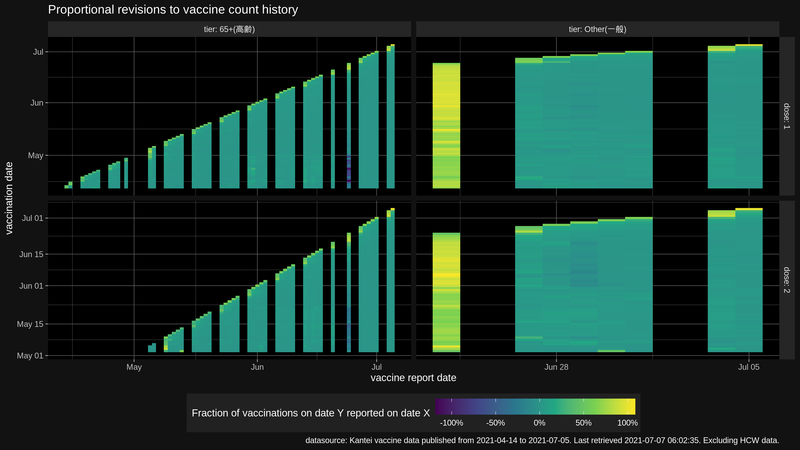 Proportional revisions to vaccine count history
tier: 65+(高齢)
tier: Other(一般)
Jul
Jun
May
dose: 1
vaccination date
Jul 01
Jun 15
Jun 01
May 15
May 01
dose: 2
May
Jun
Jul
Jun 28
Jul 05
vaccine report date
Fraction of vaccinations on date Y reported on date X
-100%
-50%
0%
50%
100%
datasource: Kantei vaccine data published from 2021-04-14 to 2021-07-05. Last retrieved 2021-07-07 06:02:35. Excluding HCW data.